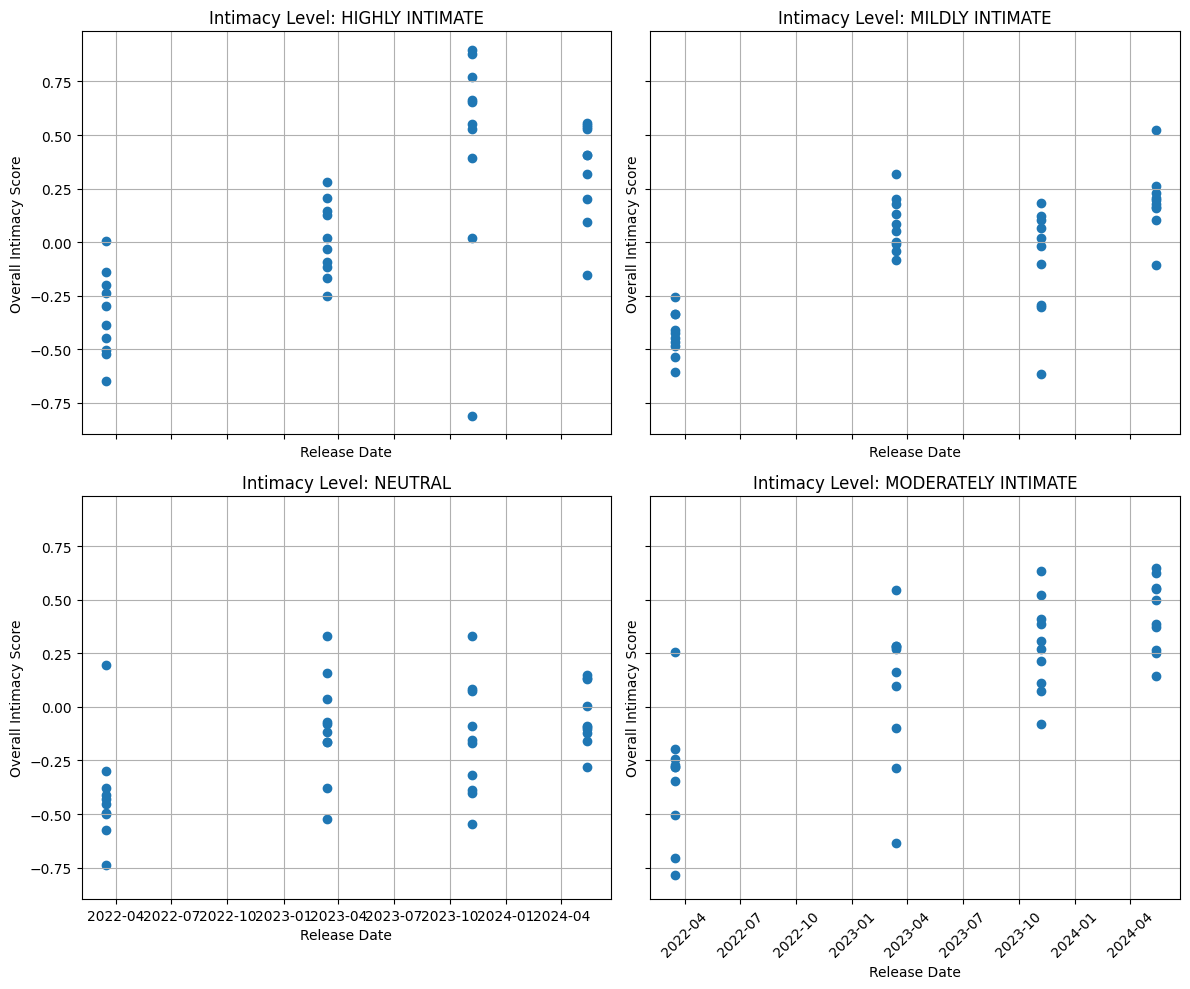 Intimacy Level: HIGHLY INTIMATE
Overall Intimacy Score
0.75
0.50
0.25
0.00
−0.25
−0.50
−0.75
Release Date
Intimacy Level: MILDLY INTIMATE
Overall Intimacy Score
Release Date
Intimacy Level: NEUTRAL
Overall Intimacy Score
0.75
0.50
0.25
0.00
−0.25
−0.50
−0.75
2022-04 2022-07 2022-10 2023-01 2023-04 2023-07 2023-10 2024-01 2024-04
Release Date
Intimacy Level: MODERATELY INTIMATE
Overall Intimacy Score
2022-04 2022-07 2022-10 2023-01 2023-04 2023-07 2023-10 2024-01 2024-04
Release Date